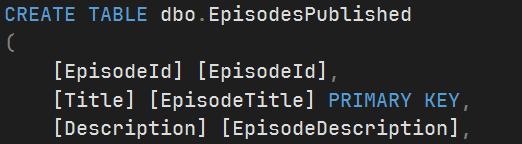 CREATE TABLE dbo.EpisodesPublished
(
[EpisodeId] [EpisodeId],
[Title] [EpisodeTitle] PRIMARY KEY,
[Description] [EpisodeDescription],